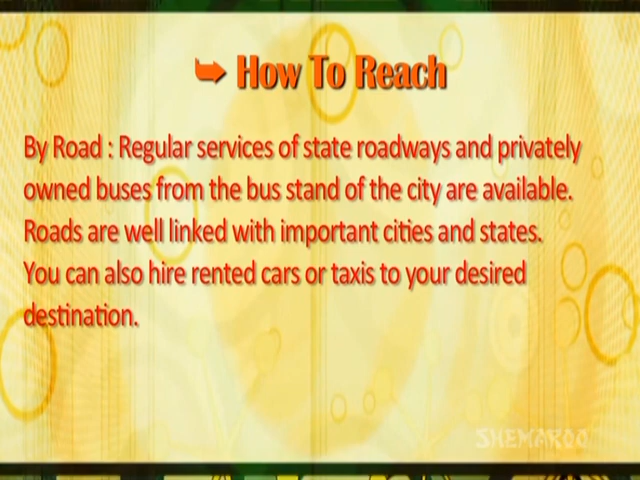 How To Reach
By Road : Regular services of state roadways and privately
owned buses from the bus stand of the city are available.
Roads are well linked with important cities and states.
You can also hire rented cars or taxis to your desired
destination.
SHEMAROO